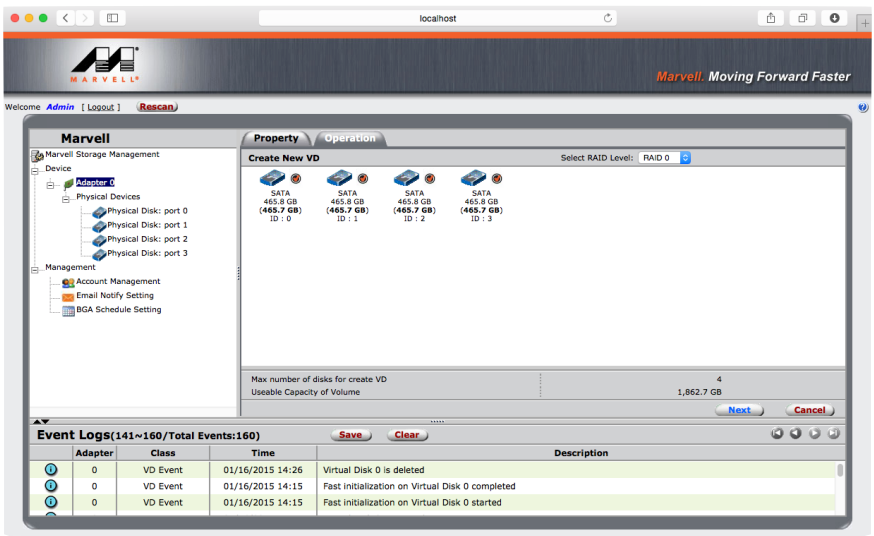 localhost
MARVELL®
Marvell. Moving Forward Faster
Welcome Admin [ Logout ] Rescan
Marvell
Marvell Storage Management
Device
Adapter 0
Physical Devices
Physical Disk: port 0
Physical Disk: port 1
Physical Disk: port 2
Physical Disk: port 3
Management
Account Management
Email Notify Setting
BGA Schedule Setting
Property Operation
Create New VD Select RAID Level: RAID 0
SATA SATA SATA SATA
465.8 GB 465.8 GB 465.8 GB 465.8 GB
(465.7 GB) (465.7 GB) (465.7 GB) (465.7 GB)
ID : 0 ID : 1 ID : 2 ID : 3
Max number of disks for create VD 4
Useable Capacity of Volume 1,862.7 GB
Next Cancel
Event Logs(141~160/Total Events:160) Save Clear
Adapter Class Time Description
0 VD Event 01/16/2015 14:26 Virtual Disk 0 is deleted
0 VD Event 01/16/2015 14:15 Fast initialization on Virtual Disk 0 completed
0 VD Event 01/16/2015 14:15 Fast initialization on Virtual Disk 0 started